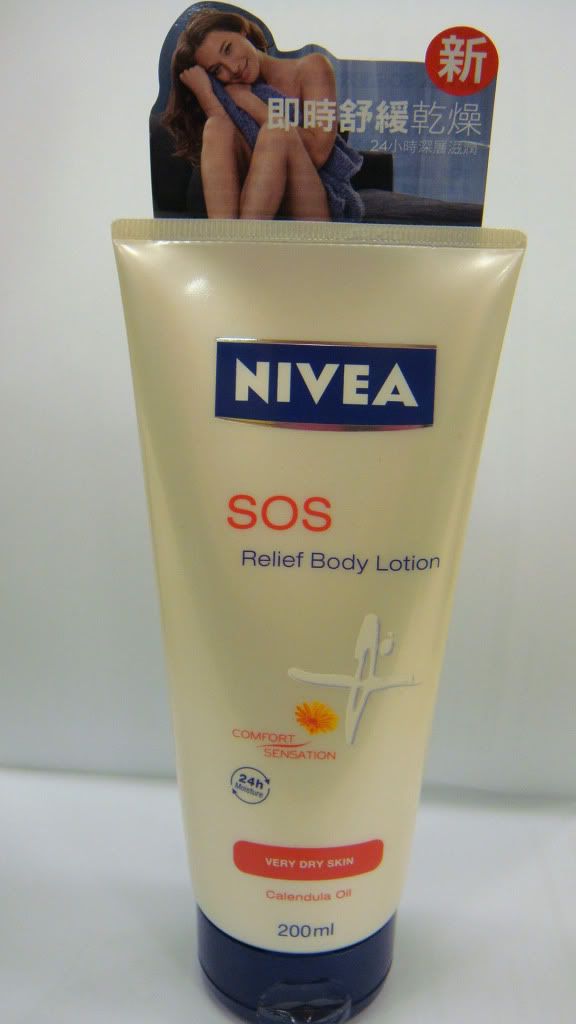 新
即時舒緩乾燥
24小時深層滋潤
NIVEA
SOS
Relief Body Lotion
COMFORT
SENSATION
24h
Moisture
VERY DRY SKIN
Calendula Oil
200ml